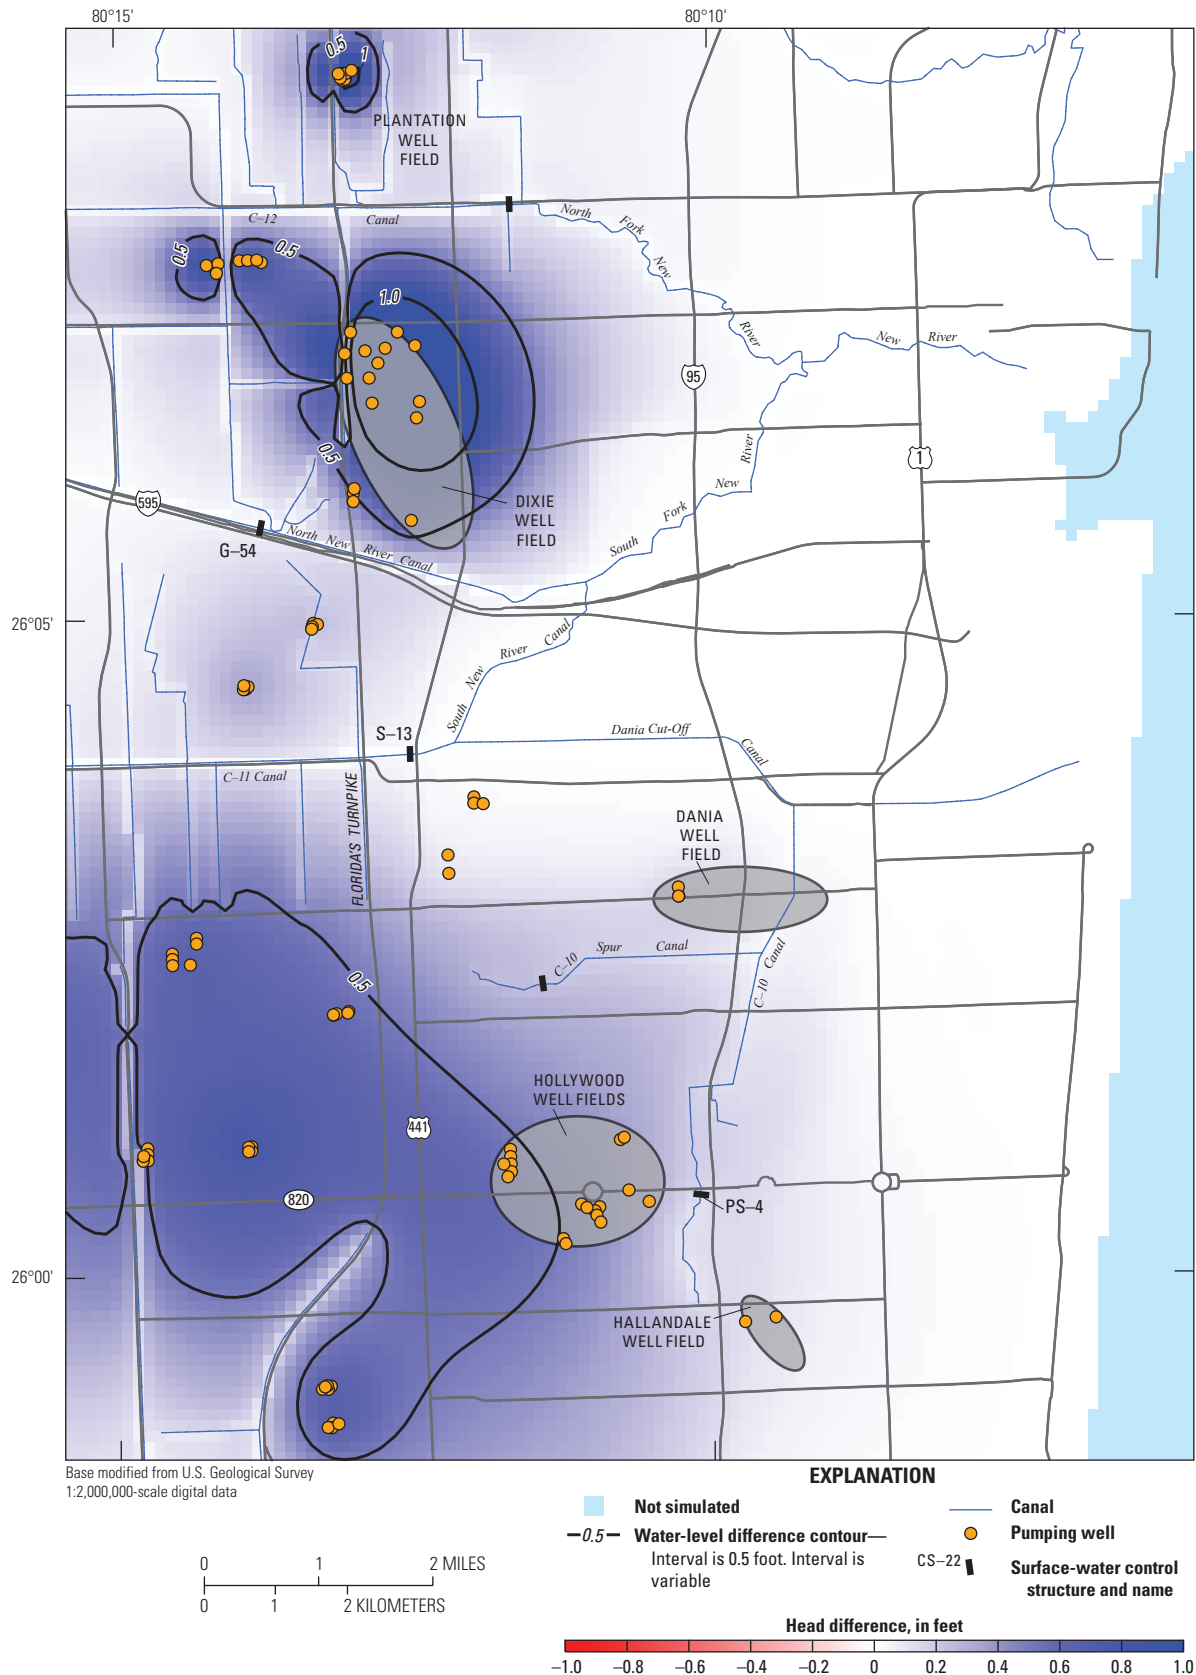 80°15'
80°10'
0.5
1
PLANTATION
WELL
FIELD
C–12
Canal
North
Fork
New
River
New
River
0.5
0.5
1.0
95
1
River
New
Fork
South
0.5
DIXIE
WELL
FIELD
595
G–54
North New River Canal
26°05'
South New River Canal
S–13
Dania Cut-Off
Canal
C–11 Canal
FLORIDA'S TURNPIKE
DANIA
WELL
FIELD
C–10 Spur Canal
C–10 Canal
0.5
HOLLYWOOD
WELL FIELDS
441
820
PS–4
26°00'
HALLANDALE
WELL FIELD
Base modified from U.S. Geological Survey
1:2,000,000-scale digital data
EXPLANATION
Not simulated
Canal
–0.5– Water-level difference contour—
Interval is 0.5 foot. Interval is
variable
Pumping well
CS–22
Surface-water control
structure and name
0 1 2 MILES
0 1 2 KILOMETERS
Head difference, in feet
–1.0 –0.8 –0.6 –0.4 –0.2 0 0.2 0.4 0.6 0.8 1.0